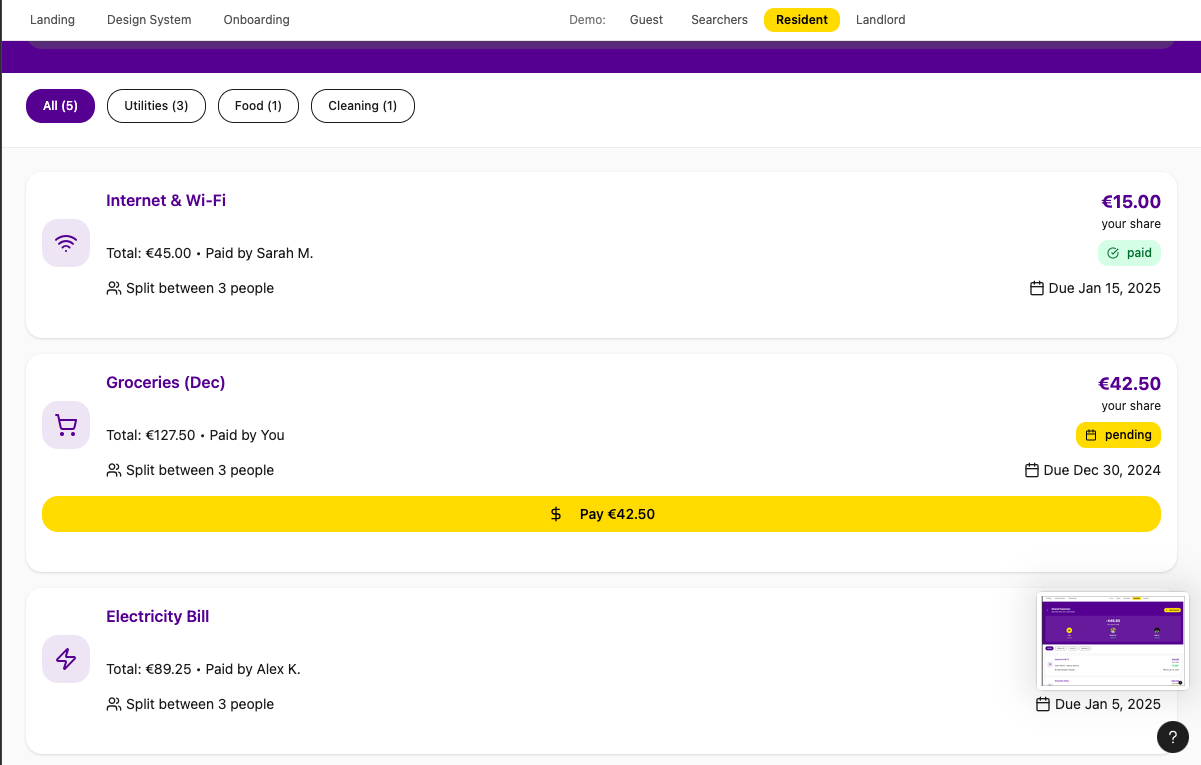 Landing Design System Onboarding Demo: Guest Searchers Resident Landlord
All (5) Utilities (3) Food (1) Cleaning (1)
Internet & Wi-Fi
€15.00
your share
Total: €45.00 • Paid by Sarah M.
paid
Split between 3 people
Due Jan 15, 2025
Groceries (Dec)
€42.50
your share
Total: €127.50 • Paid by You
pending
Split between 3 people
Due Dec 30, 2024
$ Pay €42.50
Electricity Bill
Total: €89.25 • Paid by Alex K.
Split between 3 people
Due Jan 5, 2025
?